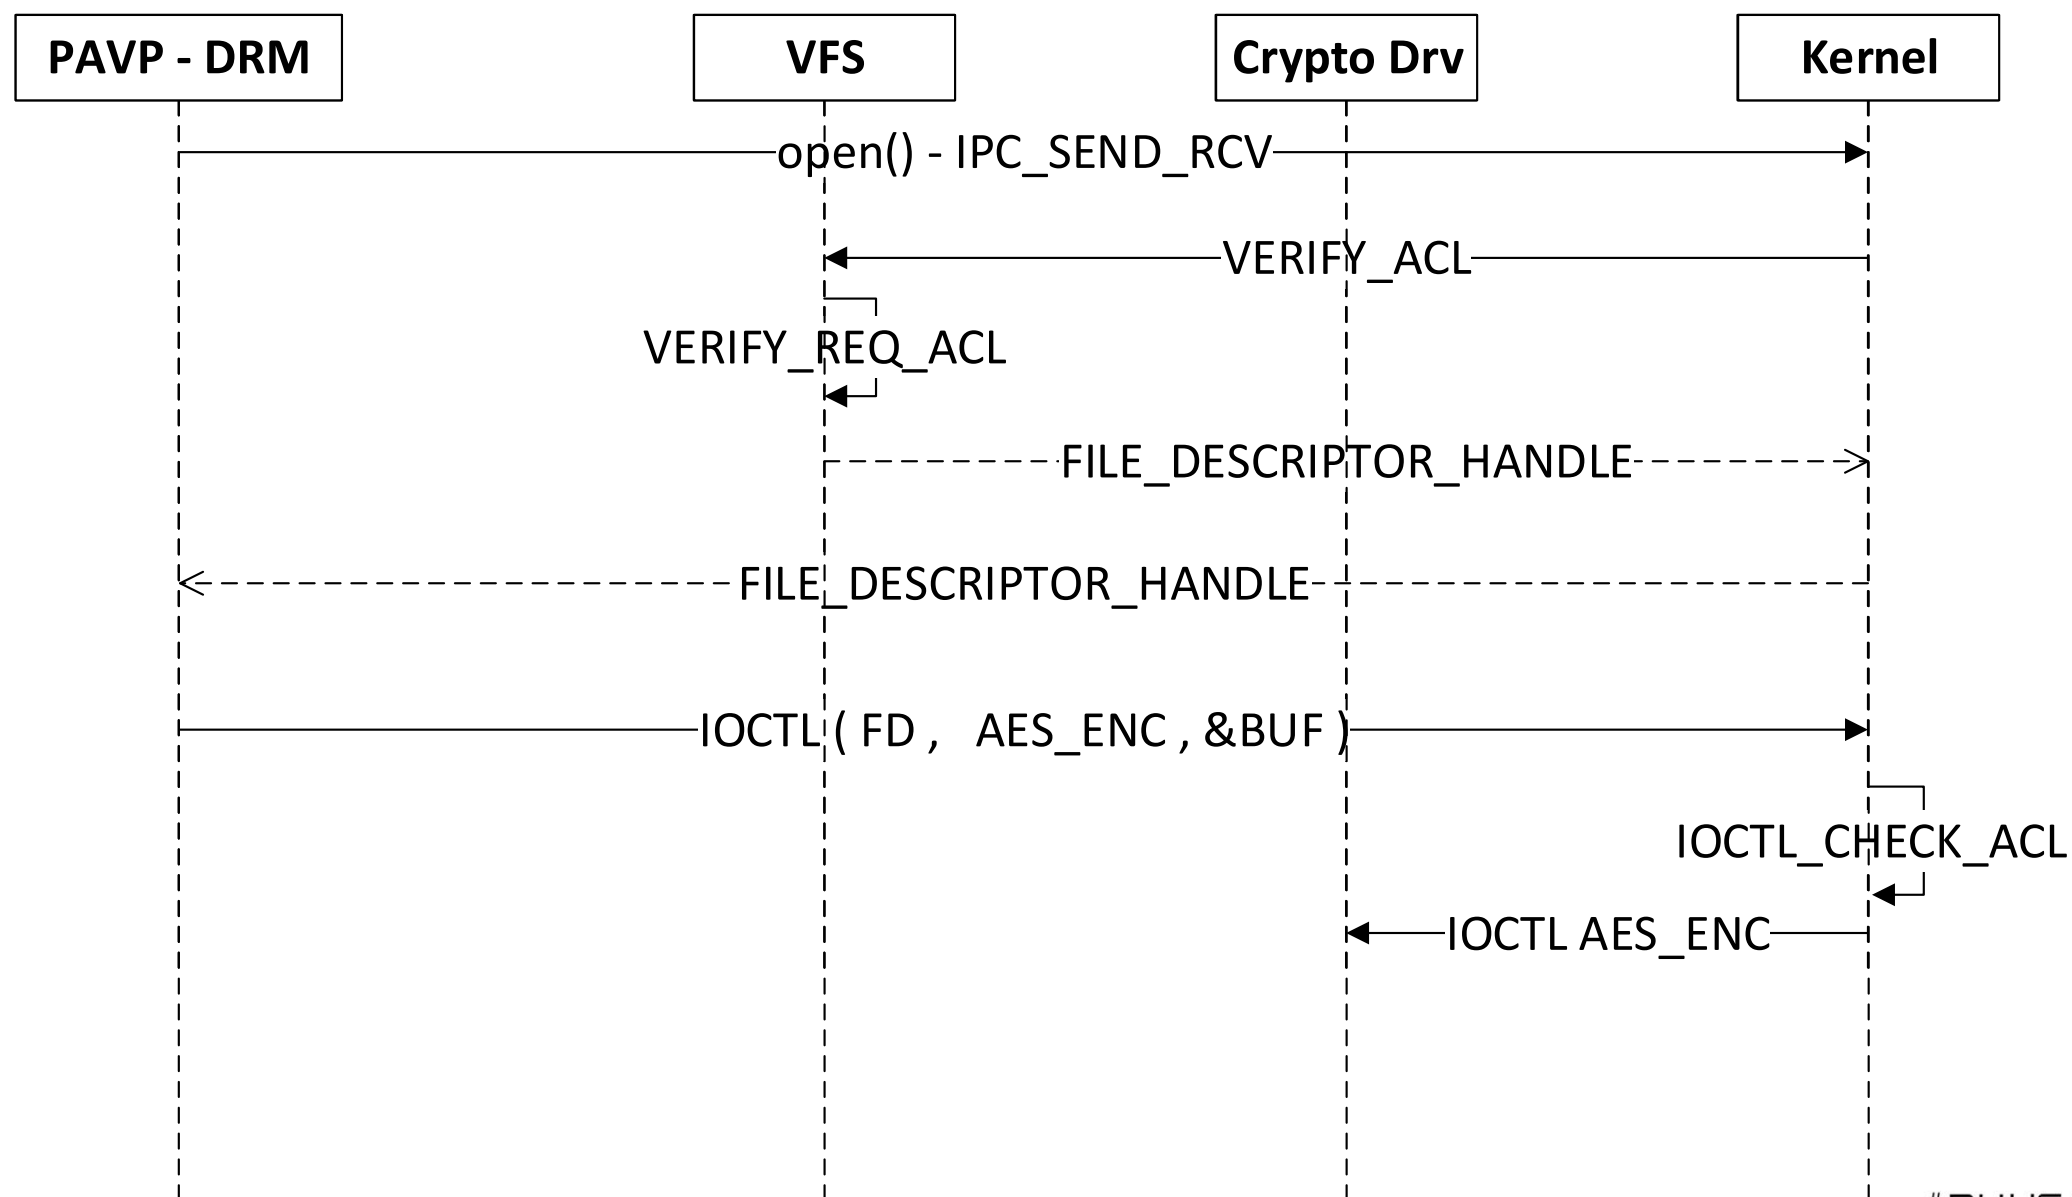 PAVP - DRM
VFS
Crypto Drv
Kernel
open() - IPC_SEND_RCV
VERIFY_ACL
VERIFY_REQ_ACL
FILE_DESCRIPTOR_HANDLE
FILE_DESCRIPTOR_HANDLE
IOCTL ( FD , AES_ENC , &BUF )
IOCTL_CHECK_ACL
IOCTL AES_ENC